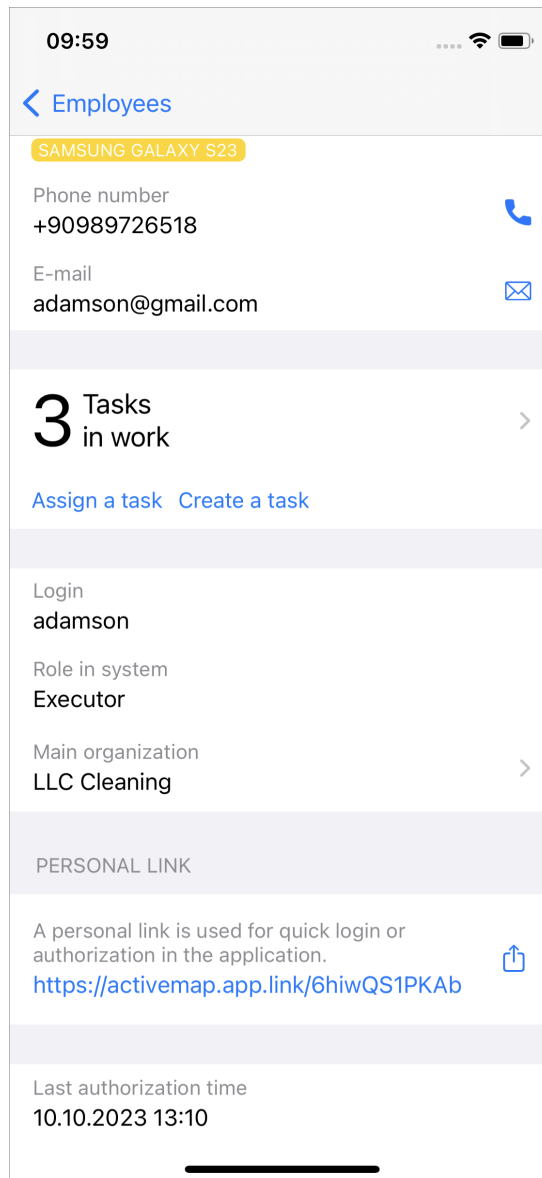 09:59
Employees
SAMSUNG GALAXY S23
Phone number
+90989726518
E-mail
adamson@gmail.com
3 Tasks
in work
Assign a task Create a task
Login
adamson
Role in system
Executor
Main organization
LLC Cleaning
PERSONAL LINK
A personal link is used for quick login or
authorization in the application.
https://activemap.app.link/6hiwQS1PKAb
Last authorization time
10.10.2023 13:10